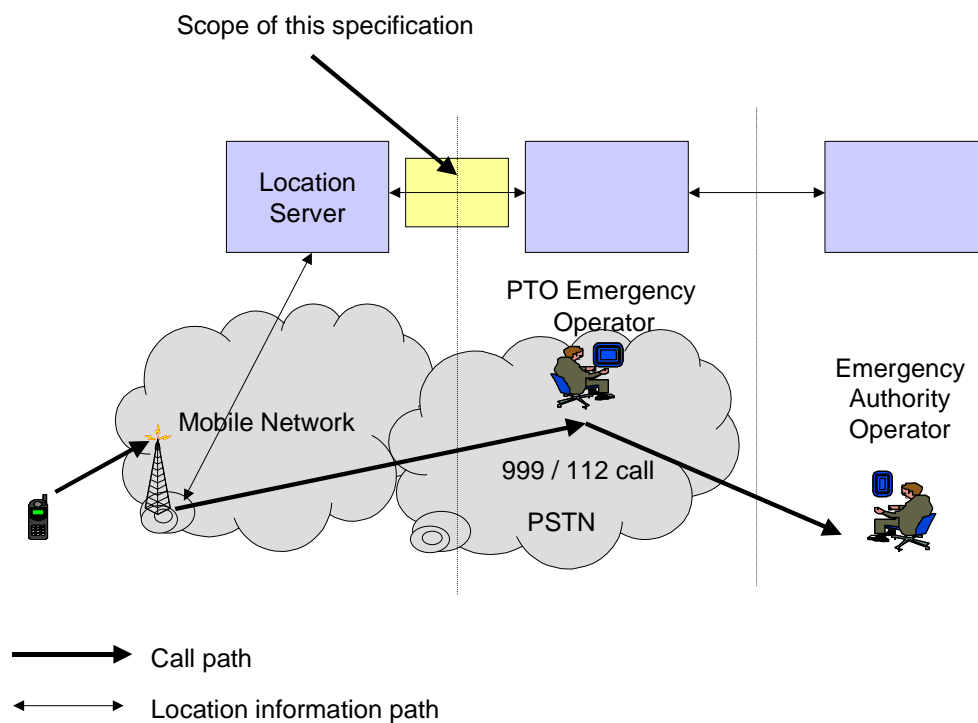 Scope of this specification
Location
Server
PTO Emergency
Operator
Emergency
Authority
Operator
Mobile Network
999 / 112 call
PSTN
Call path
Location information path